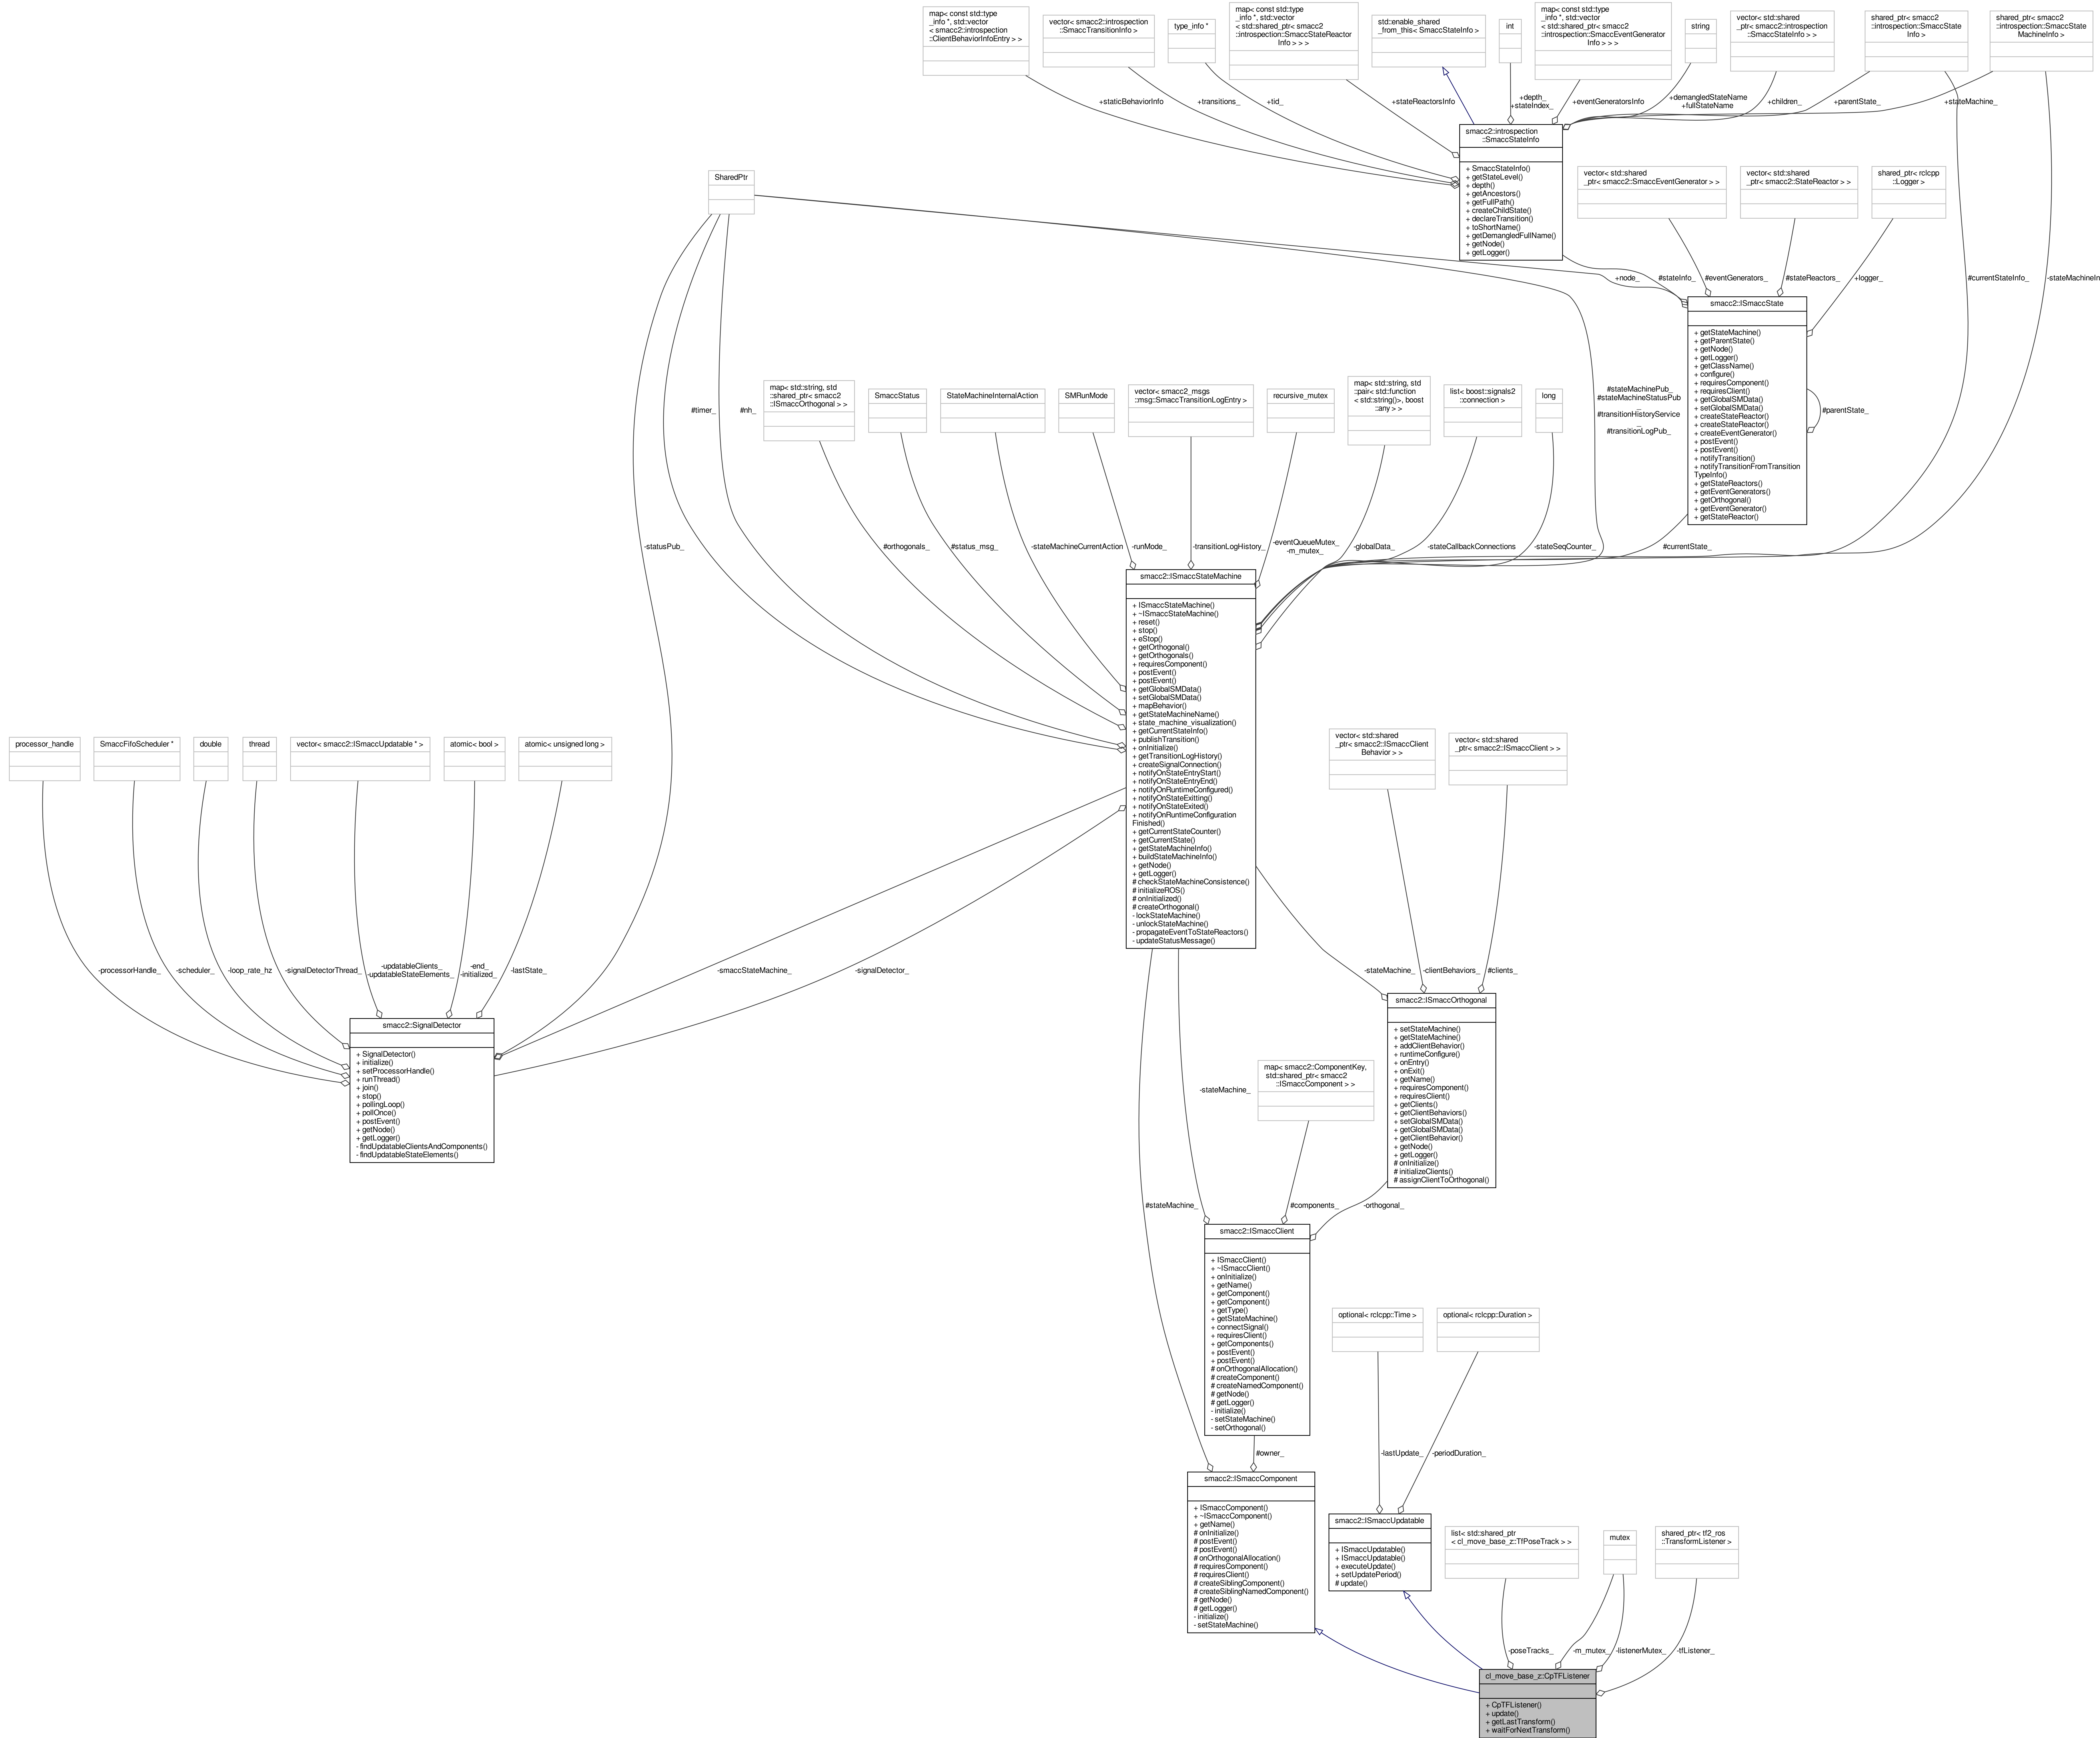 map< const std::type
_info *, std::vector
< smacc2::introspection
::ClientBehaviorInfoEntry > >
vector< smacc2::introspection
::SmaccTransitionInfo >
type_info *
map< const std::type
_info *, std::vector
< std::shared_ptr< smacc2
::introspection::SmaccStateReactor
Info > > >
std::enable_shared
_from_this< SmaccStateInfo >
int
map< const std::type
_info *, std::vector
< std::shared_ptr< smacc2
::introspection::SmaccEventGenerator
Info > > >
string
vector< std::shared
_ptr< smacc2::introspection
::SmaccStateInfo > >
shared_ptr< smacc2
::introspection::SmaccState
Info >
shared_ptr< smacc2
::introspection::SmaccState
MachineInfo >
+staticBehaviorInfo
+transitions_
+tid_
+stateReactorsInfo
+depth_
+stateIndex_
+eventGeneratorsInfo
+demangledStateName
+fullStateName
+children_
+parentState_
+stateMachine_
smacc2::introspection
::SmaccStateInfo
+ SmaccStateInfo()
+ getStateLevel()
+ depth()
+ getAncestors()
+ getFullPath()
+ createChildState()
+ declareTransition()
+ toShortName()
+ getDemangledFullName()
+ getNode()
+ getLogger()
SharedPtr
vector< std::shared
_ptr< smacc2::SmaccEventGenerator > >
vector< std::shared
_ptr< smacc2::StateReactor > >
shared_ptr< rclcpp
::Logger >
+node_
#stateInfo_
#eventGenerators_
#stateReactors_
+logger_
#currentStateInfo_
-stateMachineIn
smacc2::ISmaccState
+ getStateMachine()
+ getParentState()
+ getNode()
+ getLogger()
+ getClassName()
+ configure()
+ requiresComponent()
+ requiresClient()
+ getGlobalSMData()
+ setGlobalSMData()
+ createStateReactor()
+ createStateReactor()
+ createEventGenerator()
+ postEvent()
+ postEvent()
+ notifyTransition()
+ notifyTransitionFromTransition
TypeInfo()
+ getStateReactors()
+ getEventGenerators()
+ getOrthogonal()
+ getEventGenerator()
+ getStateReactor()
#parentState_
#timer_
#nh_
map< std::string, std
::shared_ptr< smacc2
::ISmaccOrthogonal > >
SmaccStatus
StateMachineInternalAction
SMRunMode
vector< smacc2_msgs
::msg::SmaccTransitionLogEntry >
recursive_mutex
map< std::string, std
::pair< std::function
< std::string()>, boost
::any > >
list< boost::signals2
::connection >
long
#stateMachinePub_
#stateMachineStatusPub
_
#transitionHistoryService
_
#transitionLogPub_
-statusPub_
#orthogonals_
#status_msg_
-stateMachineCurrentAction
-runMode_
-transitionLogHistory_
-eventQueueMutex_
-m_mutex_
-globalData_
-stateCallbackConnections
-stateSeqCounter_
#currentState_
smacc2::ISmaccStateMachine
+ ISmaccStateMachine()
+ ~ISmaccStateMachine()
+ reset()
+ stop()
+ eStop()
+ getOrthogonal()
+ getOrthogonals()
+ requiresComponent()
+ postEvent()
+ postEvent()
+ getGlobalSMData()
+ setGlobalSMData()
+ mapBehavior()
+ getStateMachineName()
+ state_machine_visualization()
+ getCurrentStateInfo()
+ publishTransition()
+ onInitialize()
+ getTransitionLogHistory()
+ createSignalConnection()
+ notifyOnStateEntryStart()
+ notifyOnStateEntryEnd()
+ notifyOnRuntimeConfigured()
+ notifyOnStateExitting()
+ notifyOnStateExited()
+ notifyOnRuntimeConfiguration
Finished()
+ getCurrentStateCounter()
+ getCurrentState()
+ getStateMachineInfo()
+ buildStateMachineInfo()
+ getNode()
+ getLogger()
# checkStateMachineConsistence()
# initializeROS()
# onInitialized()
# createOrthogonal()
- lockStateMachine()
- unlockStateMachine()
- propagateEventToStateReactors()
- updateStatusMessage()
processor_handle
SmaccFifoScheduler *
double
thread
vector< smacc2::ISmaccUpdatable * >
atomic< bool >
atomic< unsigned long >
vector< std::shared
_ptr< smacc2::ISmaccClient
Behavior > >
vector< std::shared
_ptr< smacc2::ISmaccClient > >
-processorHandle_
-scheduler_
-loop_rate_hz
-signalDetectorThread_
-updatableClients_
-updatableStateElements_
-end_
-initialized_
-lastState_
-smaccStateMachine_
-signalDetector_
-stateMachine_
-clientBehaviors_
#clients_
smacc2::SignalDetector
+ SignalDetector()
+ initialize()
+ setProcessorHandle()
+ runThread()
+ join()
+ stop()
+ pollingLoop()
+ pollOnce()
+ postEvent()
+ getNode()
+ getLogger()
- findUpdatableClientsAndComponents()
- findUpdatableStateElements()
smacc2::ISmaccOrthogonal
+ setStateMachine()
+ getStateMachine()
+ addClientBehavior()
+ runtimeConfigure()
+ onEntry()
+ onExit()
+ getName()
+ requiresComponent()
+ requiresClient()
+ getClients()
+ getClientBehaviors()
+ setGlobalSMData()
+ getGlobalSMData()
+ getClientBehavior()
+ getNode()
+ getLogger()
# onInitialize()
# initializeClients()
# assignClientToOrthogonal()
map< smacc2::ComponentKey,
std::shared_ptr< smacc2
::ISmaccComponent > >
-stateMachine_
#stateMachine_
#components_
-orthogonal_
smacc2::ISmaccClient
+ ISmaccClient()
+ ~ISmaccClient()
+ onInitialize()
+ getName()
+ getComponent()
+ getComponent()
+ getType()
+ getStateMachine()
+ connectSignal()
+ requiresClient()
+ getComponents()
+ postEvent()
+ postEvent()
# onOrthogonalAllocation()
# createComponent()
# createNamedComponent()
# getNode()
# getLogger()
- initialize()
- setStateMachine()
- setOrthogonal()
optional< rclcpp::Time >
optional< rclcpp::Duration >
#owner_
-lastUpdate_
-periodDuration_
smacc2::ISmaccComponent
+ ISmaccComponent()
+ ~ISmaccComponent()
+ getName()
# onInitialize()
# postEvent()
# postEvent()
# onOrthogonalAllocation()
# requiresComponent()
# requiresClient()
# createSiblingComponent()
# createSiblingNamedComponent()
# getNode()
# getLogger()
- initialize()
- setStateMachine()
smacc2::ISmaccUpdatable
+ ISmaccUpdatable()
+ ISmaccUpdatable()
+ executeUpdate()
+ setUpdatePeriod()
# update()
list< std::shared_ptr
< cl_move_base_z::TfPoseTrack > >
mutex
shared_ptr< tf2_ros
::TransformListener >
-poseTracks_
-m_mutex_
-listenerMutex_
-tfListener_
cl_move_base_z::CpTFListener
+ CpTFListener()
+ update()
+ getLastTransform()
+ waitForNextTransform()